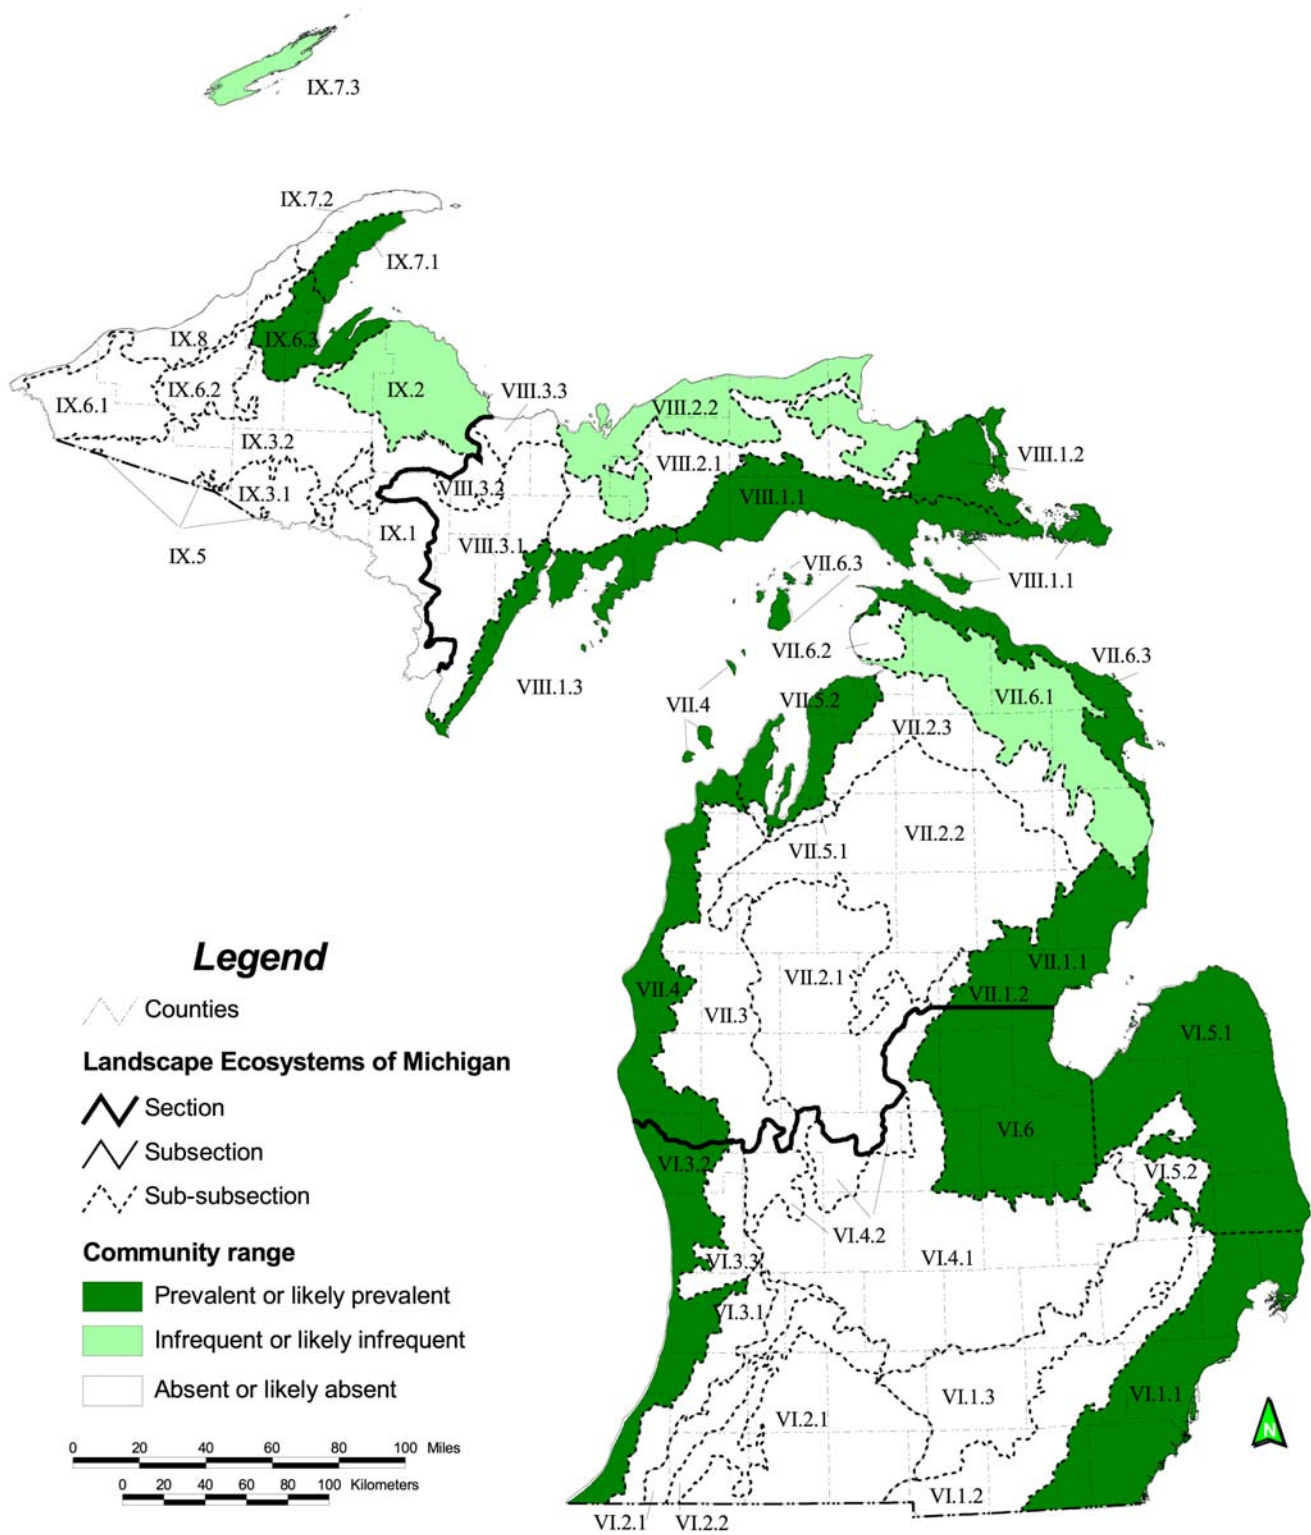 IX.7.3
IX.7.2
IX.7.1
IX.8
IX.6.3
IX.6.2
IX.2
VIII.3.3
IX.6.1
VIII.2.2
IX.3.2
VIII.2.1
VIII.1.2
IX.3.1
VIII.3.2
VIII.1.1
IX.1
VIII.3.1
IX.5
VII.6.3
VIII.1.1
VII.6.2
VII.6.3
VIII.1.3
VII.4
VII.5.2
VII.6.1
VII.2.3
VII.2.2
VII.5.1
VII.1.1
VII.4
VII.2.1
VII.3
VII.1.2
VI.5.1
VI.6
VI.3.2
VI.5.2
VI.4.2
VI.3.3
VI.4.1
VI.3.1
VI.2.1
VI.1.3
VI.1.1
VI.1.2
VI.2.1
VI.2.2
N
Legend
Counties
Landscape Ecosystems of Michigan
Section
Subsection
Sub-subsection
Community range
Prevalent or likely prevalent
Infrequent or likely infrequent
Absent or likely absent
0 20 40 60 80 100 Miles
0 20 40 60 80 100 Kilometers